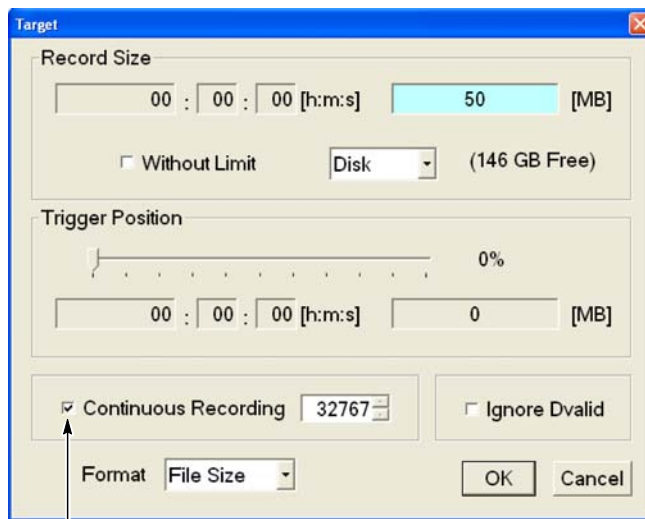 Target
Record Size
00 : 00 : 00 [h:m:s] 50 [MB]
Without Limit Disk (146 GB Free)
Trigger Position
0%
00 : 00 : 00 [h:m:s] 0 [MB]
Continuous Recording 32767 Ignore Dvalid
Format File Size OK Cancel